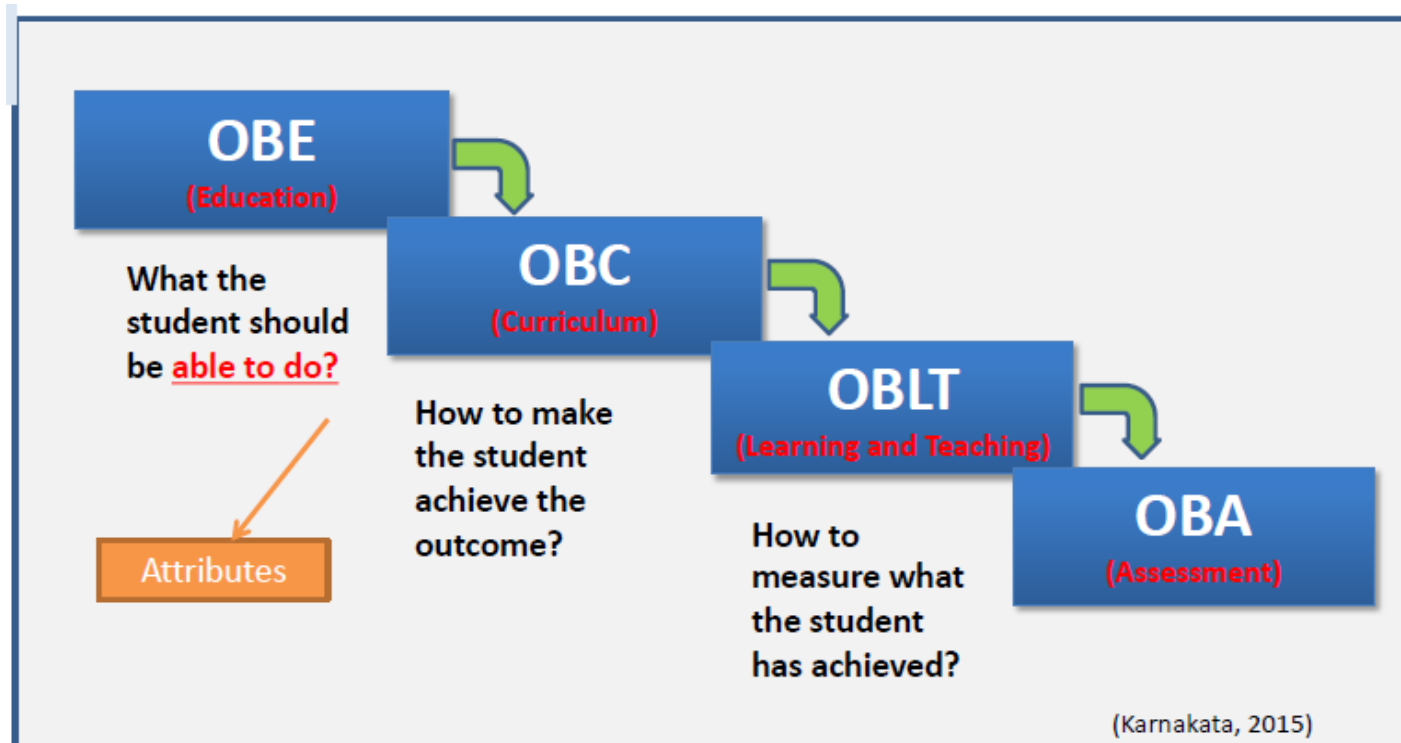 OBE
(Education)
What the
student should
be able to do?
Attributes
OBC
(Curriculum)
How to make
the student
achieve the
outcome?
OBLT
(Learning and Teaching)
How to
measure what
the student
has achieved?
OBA
(Assessment)
(Karnakata, 2015)